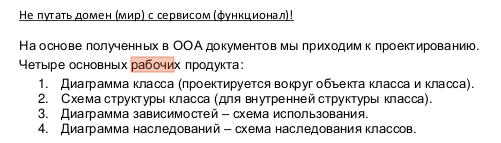 Не путать домен (мир) с сервисом (функционал)!
На основе полученных в ООА документов мы приходим к проектированию.
Четыре основных рабочих продукта:
1. Диаграмма класса (проектируется вокруг объекта класса и класса).
2. Схема структуры класса (для внутренней структуры класса).
3. Диаграмма зависимостей – схема использования.
4. Диаграмма наследований – схема наследования классов.